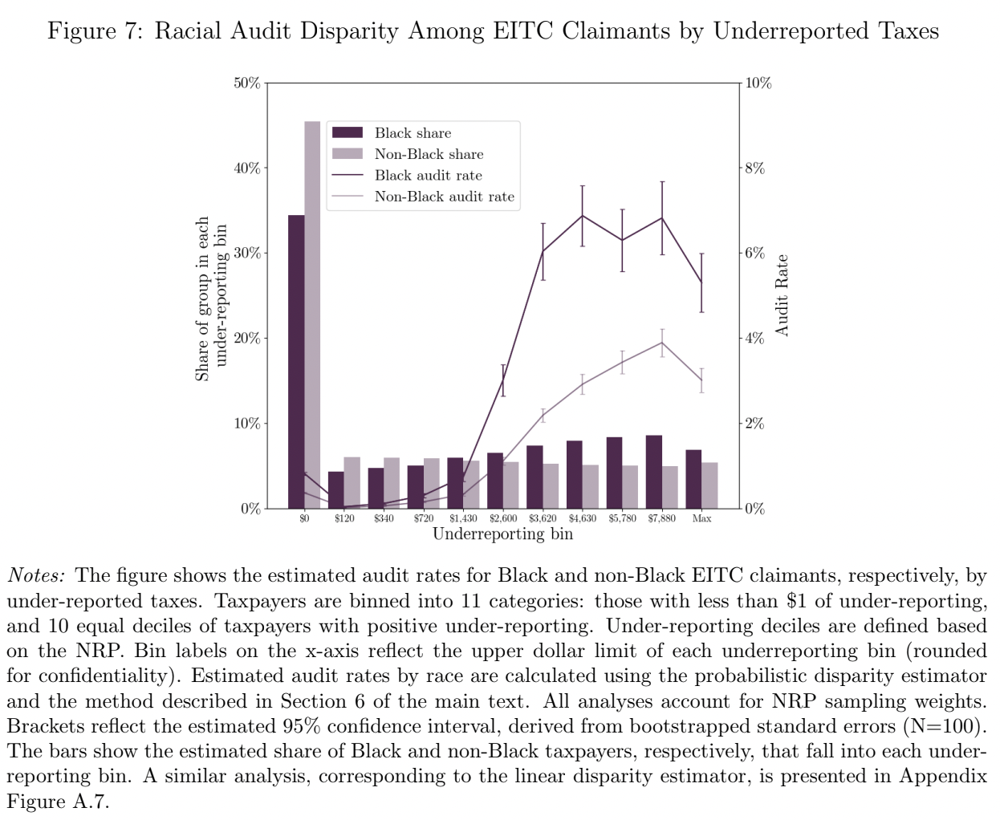 Figure 7: Racial Audit Disparity Among EITC Claimants by Underreported Taxes
50%
40%
30%
20%
10%
0%
10%
8%
6%
4%
2%
0%
Share of group in each
under-reporting bin
Audit Rate
Black share
Non-Black share
Black audit rate
Non-Black audit rate
$0 $120 $340 $720 $1,430 $2,600 $3,620 $4,630 $5,780 $7,880 Max
Underreporting bin
Notes: The figure shows the estimated audit rates for Black and non-Black EITC claimants, respectively, by
under-reported taxes. Taxpayers are binned into 11 categories: those with less than $1 of under-reporting,
and 10 equal deciles of taxpayers with positive under-reporting. Under-reporting deciles are defined based
on the NRP. Bin labels on the x-axis reflect the upper dollar limit of each underreporting bin (rounded
for confidentiality). Estimated audit rates by race are calculated using the probabilistic disparity estimator
and the method described in Section 6 of the main text. All analyses account for NRP sampling weights.
Brackets reflect the estimated 95% confidence interval, derived from bootstrapped standard errors (N=100).
The bars show the estimated share of Black and non-Black taxpayers, respectively, that fall into each under-
reporting bin. A similar analysis, corresponding to the linear disparity estimator, is presented in Appendix
Figure A.7.